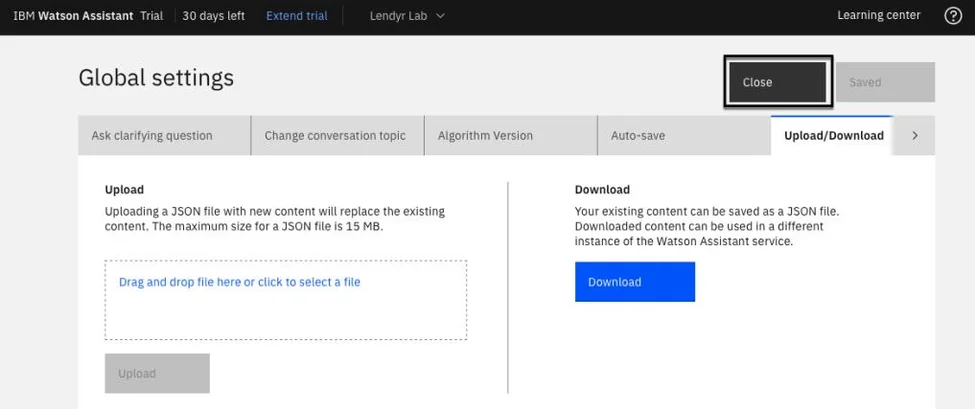 IBM Watson Assistant Trial 30 days left Extend trial Lendyr Lab Learning center
Global settings
Close Saved
Ask clarifying question Change conversation topic Algorithm Version Auto-save Upload/Download
Upload
Uploading a JSON file with new content will replace the existing
content. The maximum size for a JSON file is 15 MB.
Drag and drop file here or click to select a file
Upload
Download
Your existing content can be saved as a JSON file.
Downloaded content can be used in a different
instance of the Watson Assistant service.
Download